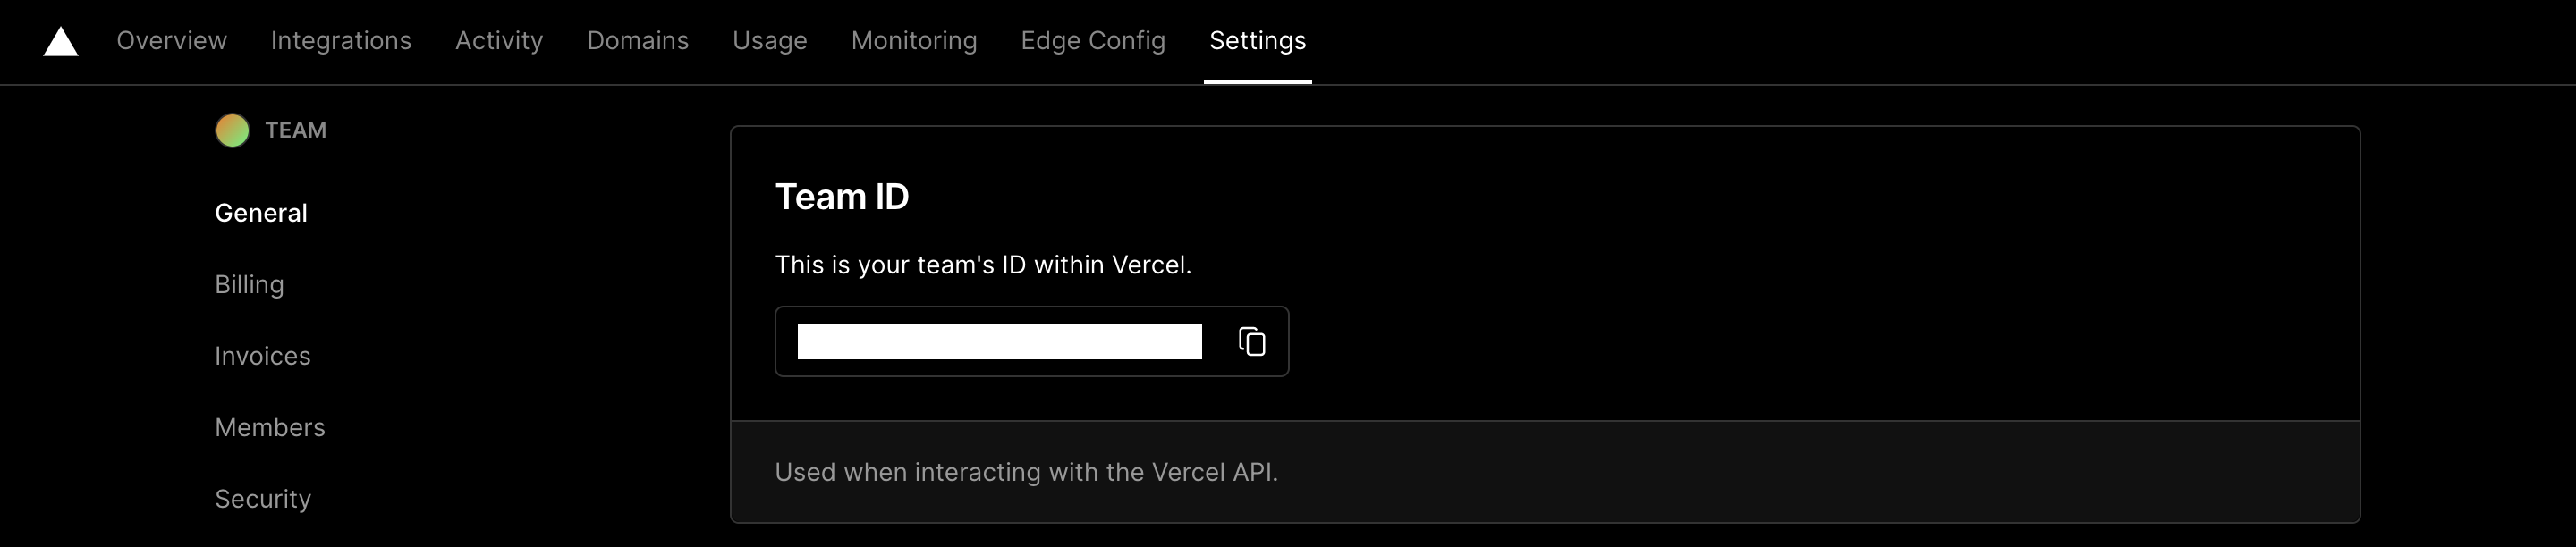 Overview Integrations Activity Domains Usage Monitoring Edge Config Settings
TEAM
General
Billing
Invoices
Members
Security
Team ID
This is your team's ID within Vercel.
Used when interacting with the Vercel API.